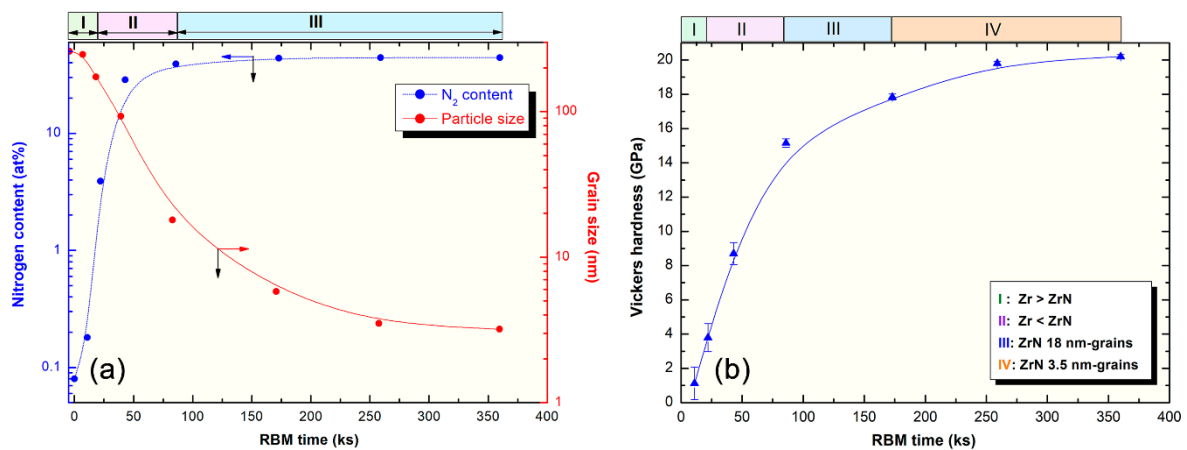 I II III
Nitrogen content (at%)
10
1
0.1
N2 content
Particle size
100
10
1
Grain size (nm)
(a)
0 50 100 150 200 250 300 350 400
RBM time (ks)
I II III IV
Vickers hardness (GPa)
20
18
16
14
12
10
8
6
4
2
0
I : Zr > ZrN
II : Zr < ZrN
III : ZrN 18 nm-grains
IV: ZrN 3.5 nm-grains
(b)
0 50 100 150 200 250 300 350 400
RBM time (ks)